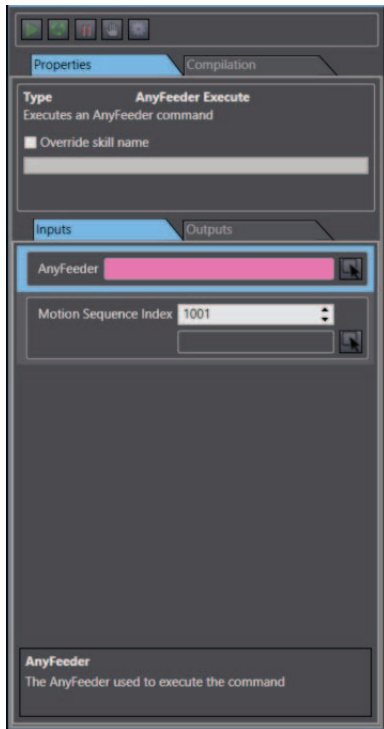 Properties
Compilation
Type AnyFeeder Execute
Executes an AnyFeeder command
Override skill name
Inputs
Outputs
AnyFeeder
Motion Sequence Index 1001
AnyFeeder
The AnyFeeder used to execute the command